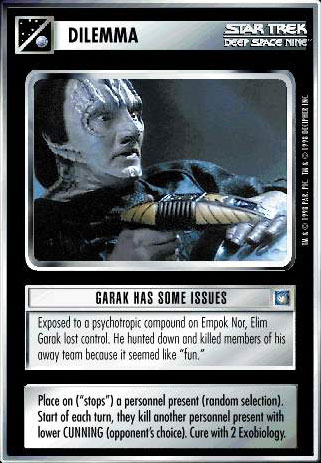 DILEMMA
STAR TREK
DEEP SPACE NINE
TM & © 1998 PAR. PIC. TM & © 1998 DECIPHER INC.
GARAK HAS SOME ISSUES
Exposed to a psychotropic compound on Empok Nor, Elim
Garak lost control. He hunted down and killed members of his
away team because it seemed like “fun.”
Place on (“stops”) a personnel present (random selection).
Start of each turn, they kill another personnel present with
lower CUNNING (opponent’s choice). Cure with 2 Exobiology.